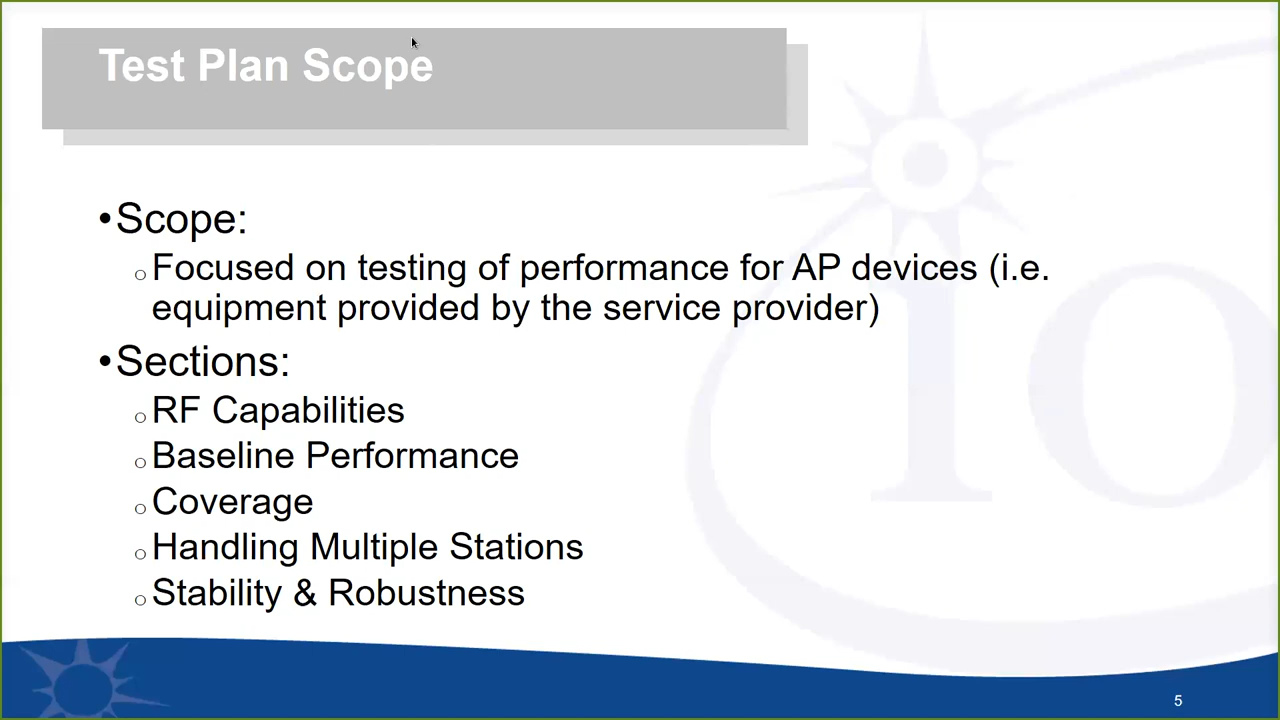 Test Plan Scope
•Scope:
○Focused on testing of performance for AP devices (i.e.
equipment provided by the service provider)
•Sections:
○RF Capabilities
○Baseline Performance
○Coverage
○Handling Multiple Stations
○Stability & Robustness
io
5